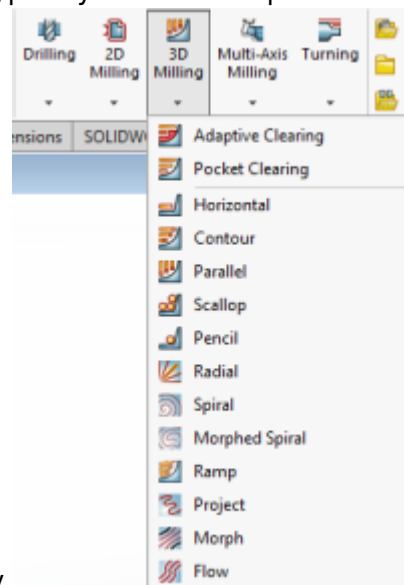 Drilling 2D Milling 3D Milling Multi-Axis Milling Turning
nsions SOLIDW
Adaptive Clearing
Pocket Clearing
Horizontal
Contour
Parallel
Scallop
Pencil
Radial
Spiral
Morphed Spiral
Ramp
Project
Morph
Flow